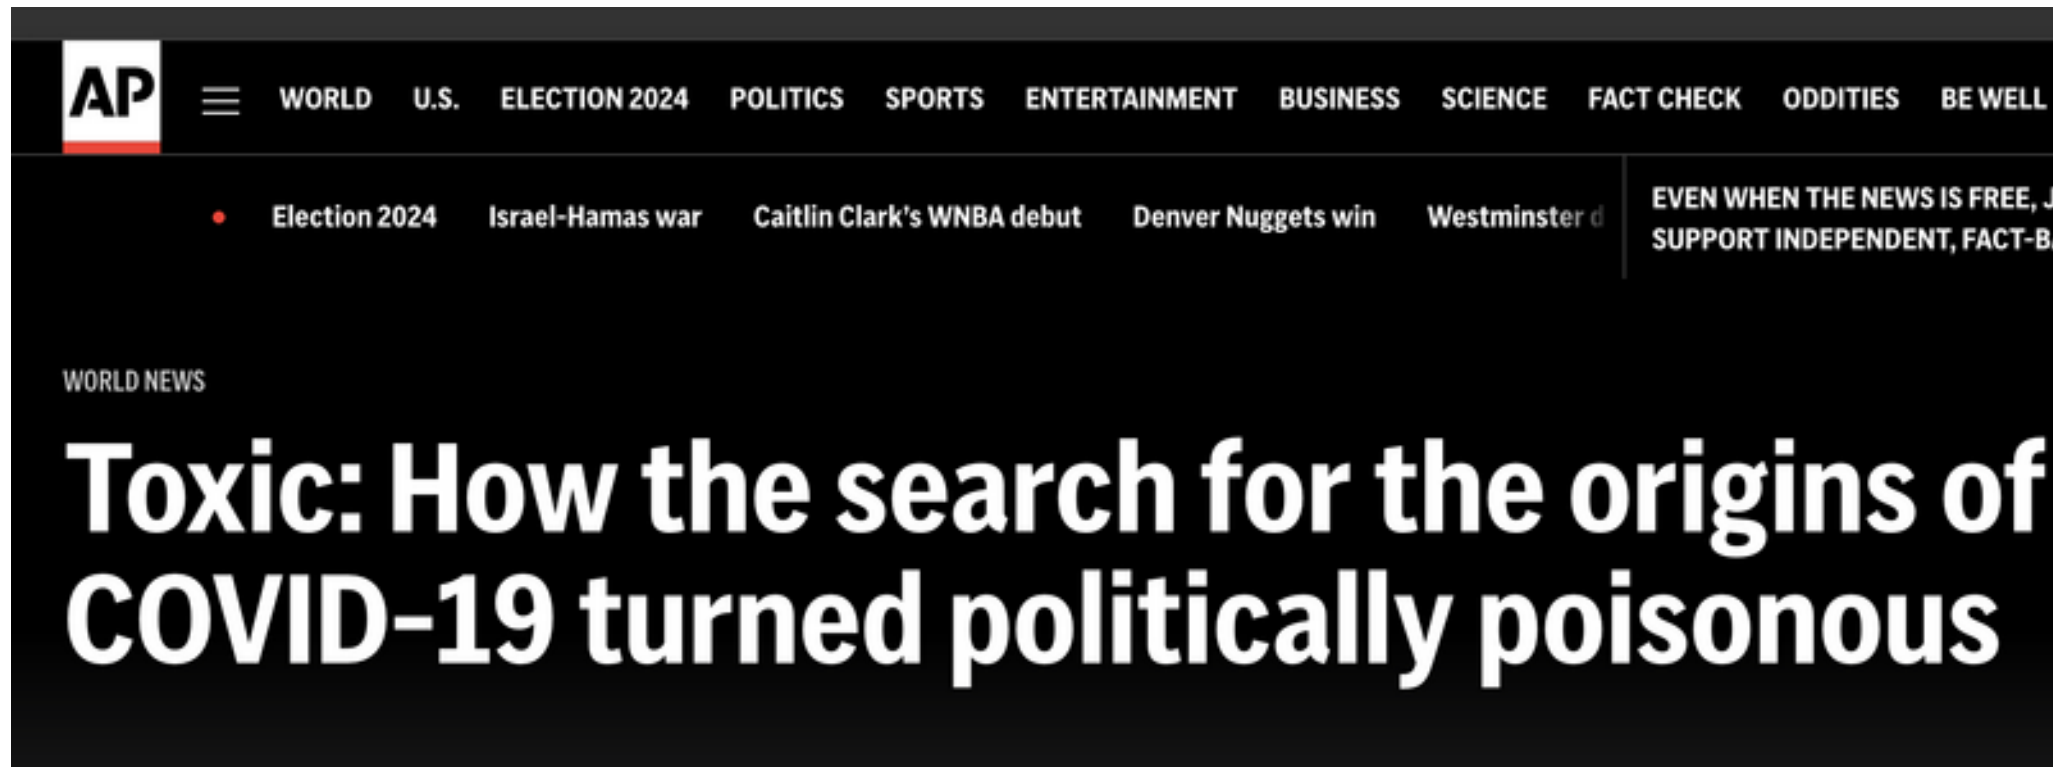 AP
WORLD U.S. ELECTION 2024 POLITICS SPORTS ENTERTAINMENT BUSINESS SCIENCE FACT CHECK ODDITIES BE WELL
Election 2024 Israel-Hamas war Caitlin Clark’s WNBA debut Denver Nuggets win Westminster d
EVEN WHEN THE NEWS IS FREE, J
SUPPORT INDEPENDENT, FACT-BA
WORLD NEWS
Toxic: How the search for the origins of
COVID-19 turned politically poisonous